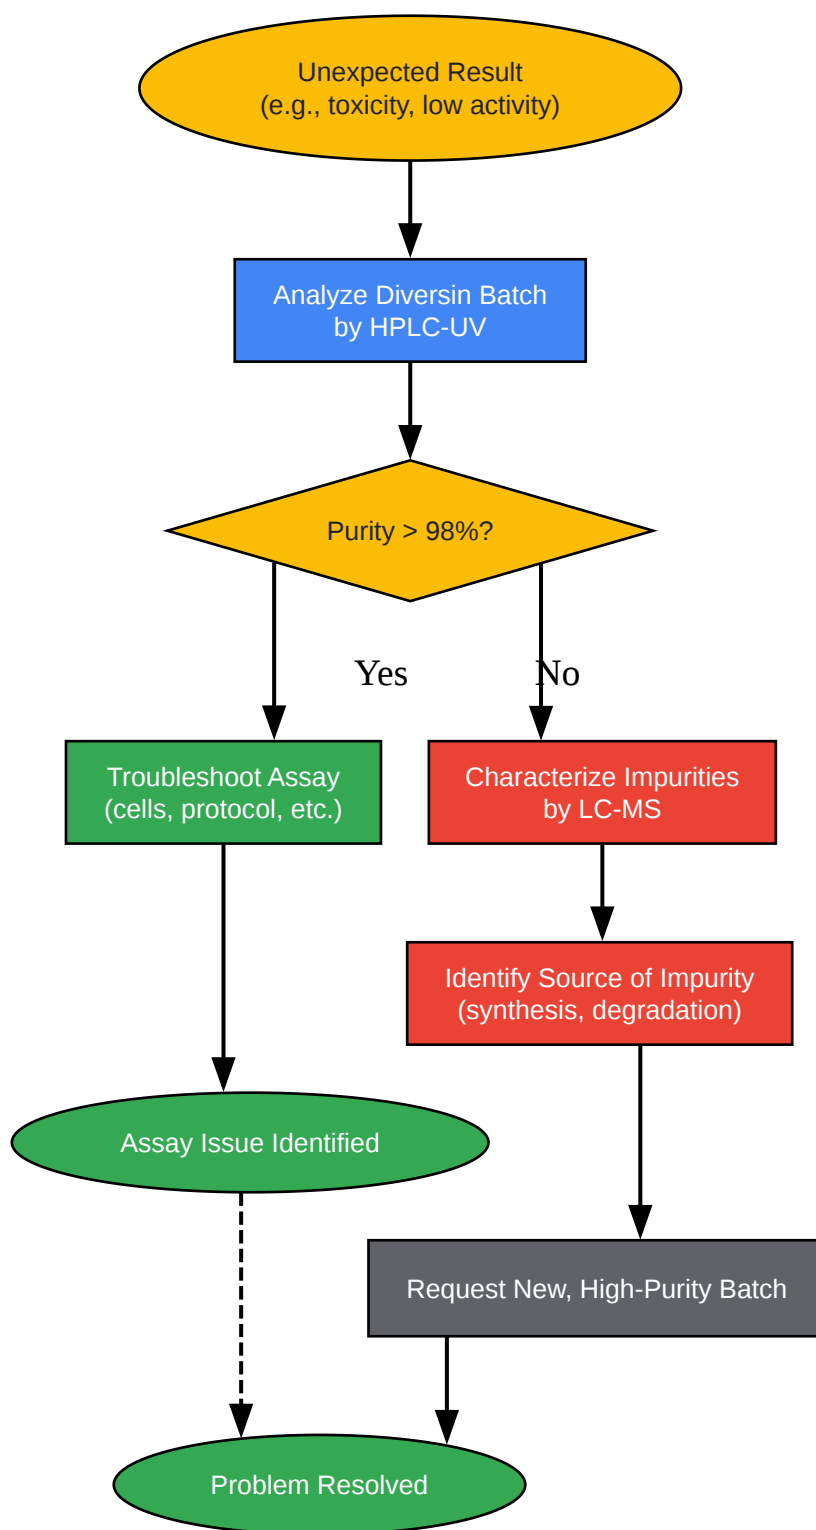 Unexpected Result
(e.g., toxicity, low activity)
Analyze Diversin Batch
by HPLC-UV
Purity > 98%?
Yes
No
Troubleshoot Assay
(cells, protocol, etc.)
Characterize Impurities
by LC-MS
Identify Source of Impurity
(synthesis, degradation)
Assay Issue Identified
Request New, High-Purity Batch
Problem Resolved